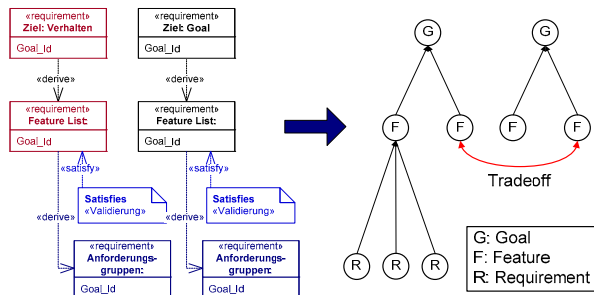 «requirement»
Ziel: Verhalten
Goal_Id
«requirement»
Ziel: Goal
Goal_Id
«derive»
«derive»
«requirement»
Feature List:
Goal_Id
«requirement»
Feature List:
Goal_Id
«satisfy»
«satisfy»
Satisfies
«Validierung»
Satisfies
«Validierung»
«derive»
«derive»
«requirement»
Anforderungs-
gruppen:
Goal_Id
«requirement»
Anforderungs-
gruppen:
Goal_Id
G
G
F
F
F
F
Tradeoff
R
R
R
G: Goal
F: Feature
R: Requirement